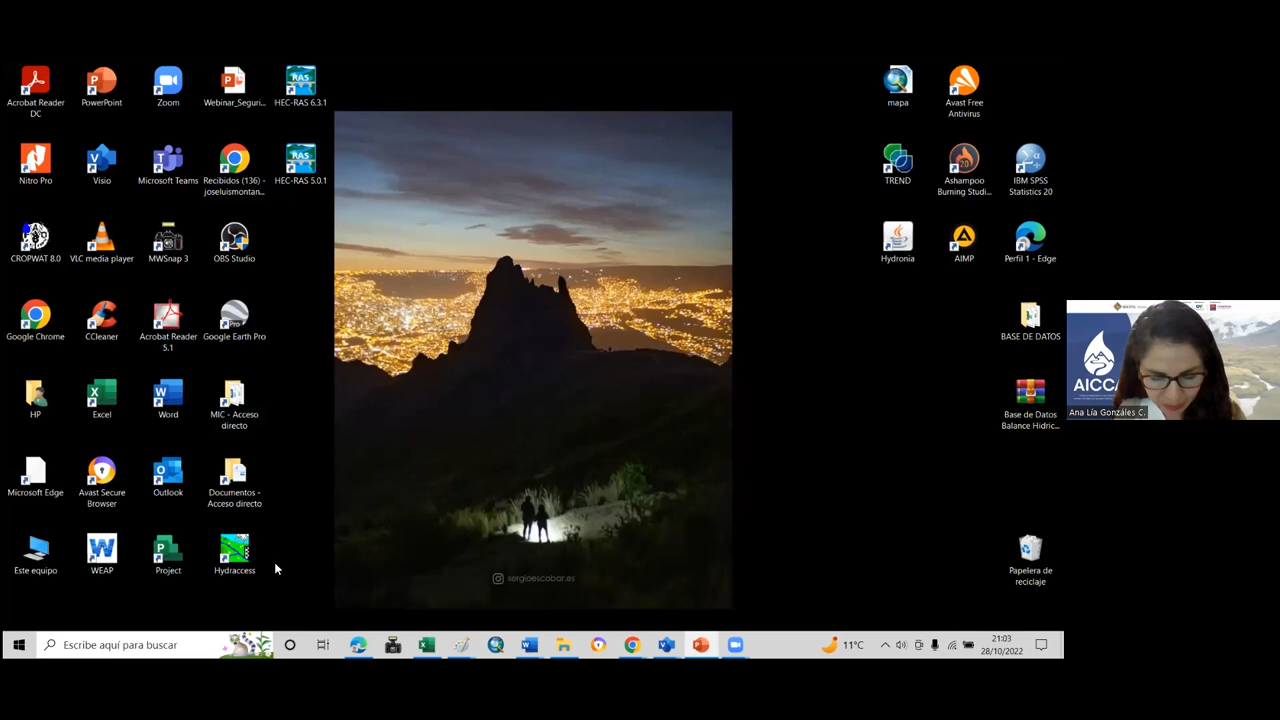 Acrobat Reader
DC
PowerPoint
Zoom
Webinar_Seguri...
HEC-RAS 6.3.1
Nitro Pro
Visio
Microsoft Teams
Recibidos (136) -
joseluismontan...
HEC-RAS 5.0.1
CROPWAT 8.0
VLC media player
MWSnap 3
OBS Studio
Google Chrome
CCleaner
Acrobat Reader
5.1
Google Earth Pro
HP
Excel
Word
MIC - Acceso
directo
Microsoft Edge
Avast Secure
Browser
Outlook
Documentos -
Acceso directo
Este equipo
WEAP
Project
Hydraccess
sergioescobar.es
mapa
Avast Free
Antivirus
TREND
Ashampoo
Burning Studi...
IBM SPSS
Statistics 20
Hydronia
AIMP
Perfil 1 - Edge
BASE DE DATOS
Base de Datos
Balance Hidric...
Papelera de
reciclaje
AICCA
Ana Lía Gonzáles C.
Escribe aquí para buscar
11°C
21:03
28/10/2022